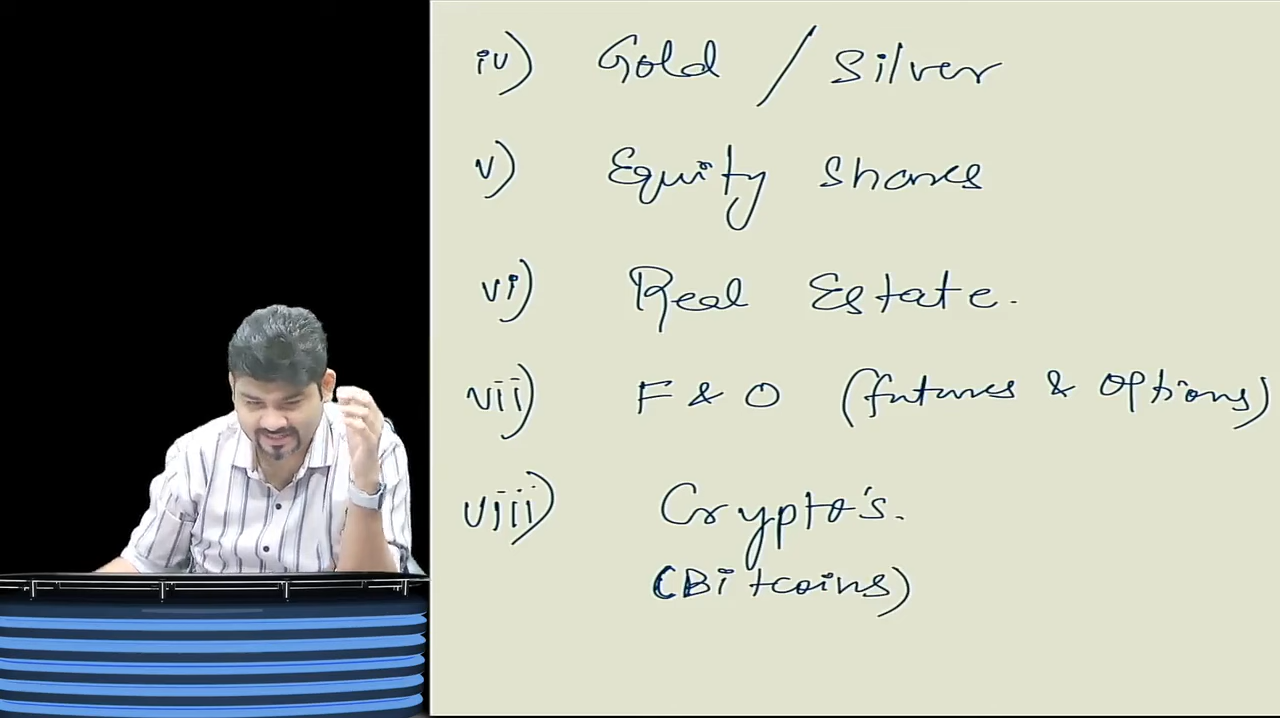 iv) Gold / Silver
v) Equity Shares
vi) Real Estate.
vii) F & O (futures & Options)
viii) Crypto's.
(Bitcoins)